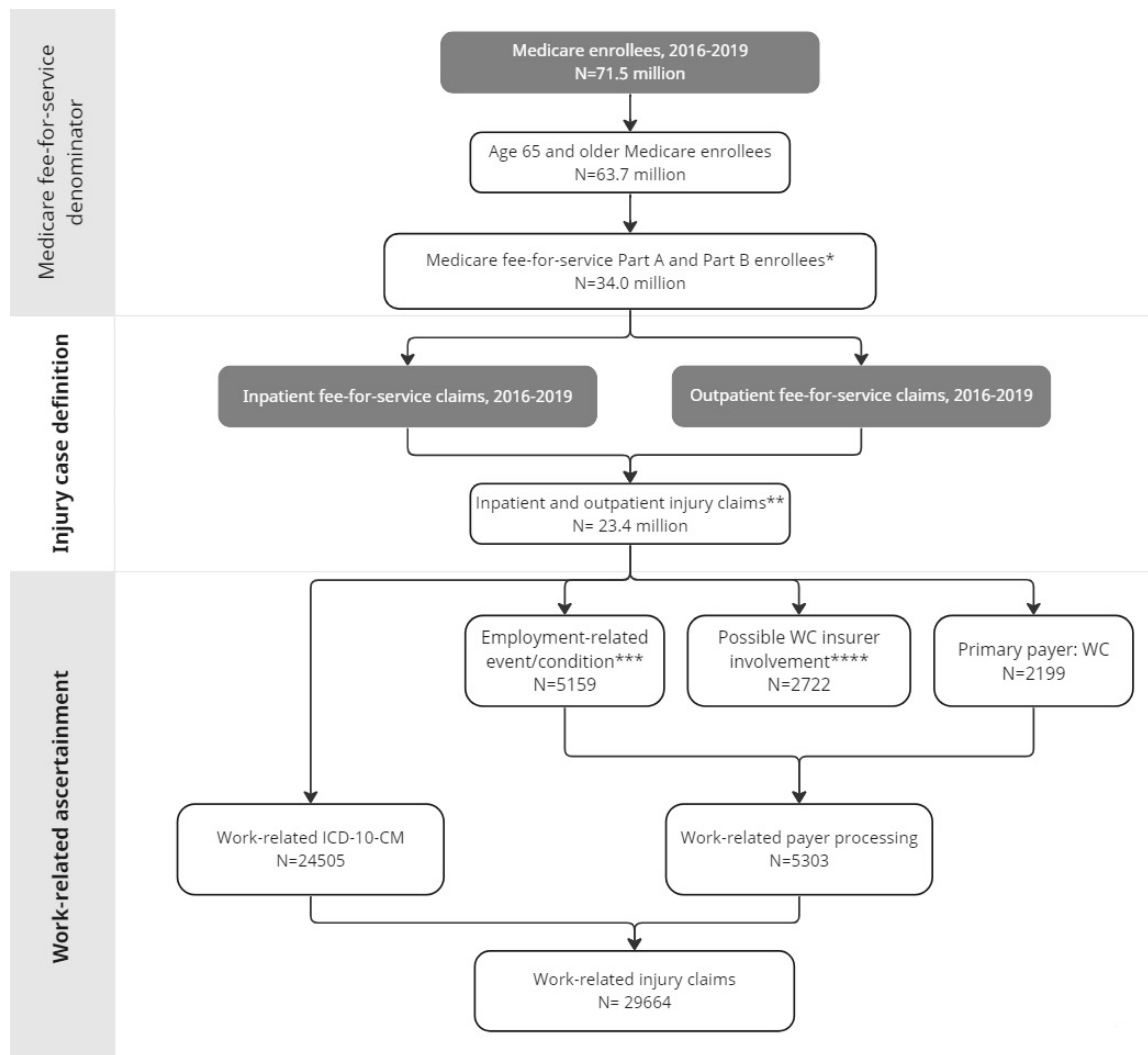 Medicare fee-for-service
denominator
Medicare enrollees, 2016-2019
N=71.5 million
Age 65 and older Medicare enrollees
N=63.7 million
Medicare fee-for-service Part A and Part B enrollees*
N=34.0 million
Injury case definition
Inpatient fee-for-service claims, 2016-2019
Outpatient fee-for-service claims, 2016-2019
Inpatient and outpatient injury claims**
N= 23.4 million
Work-related ascertainment
Employment-related
event/condition***
N=5159
Possible WC insurer
involvement****
N=2722
Primary payer: WC
N=2199
Work-related ICD-10-CM
N=24505
Work-related payer processing
N=5303
Work-related injury claims
N= 29664